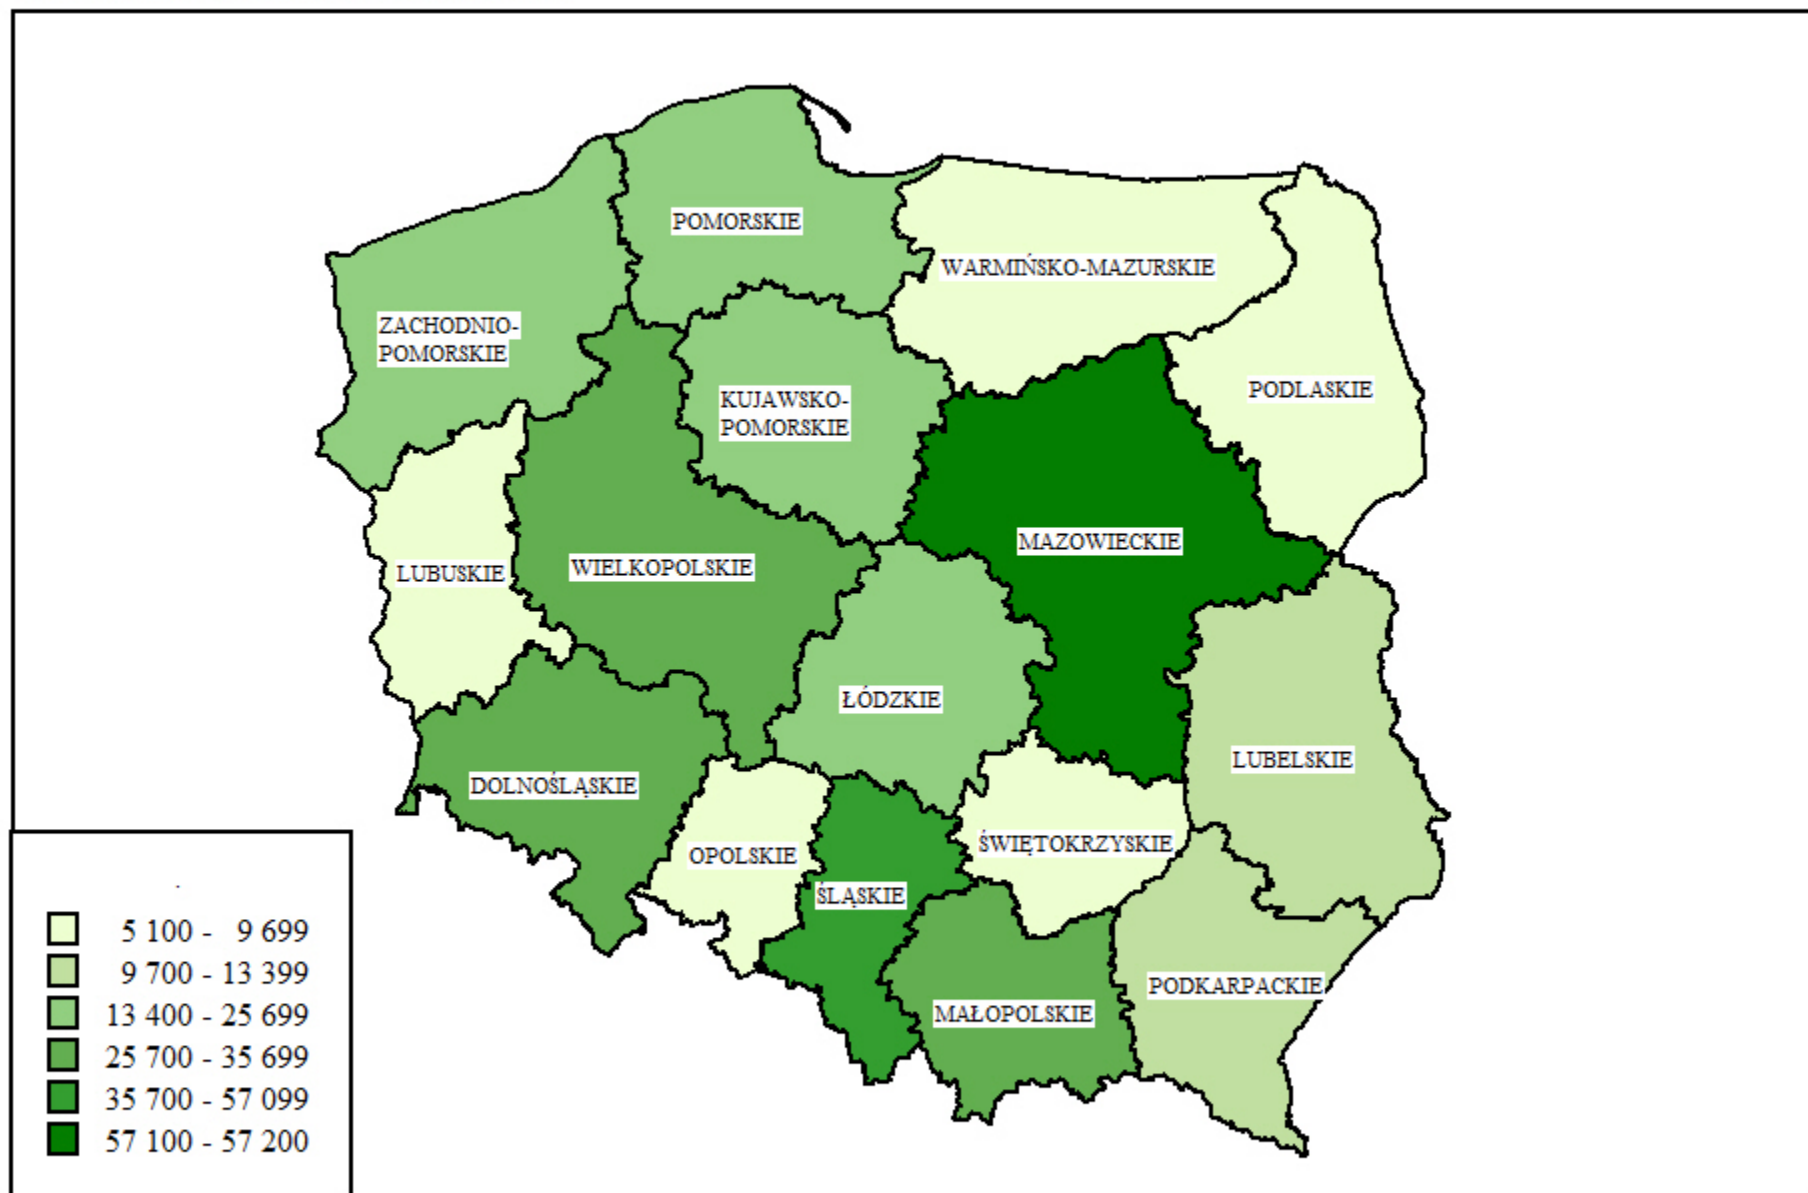 POMORSKIE
WARMIŃSKO-MAZURSKIE
ZACHODNIO-
POMORSKIE
KUJAWSKO-
POMORSKIE
PODLASKIE
MAZOWIECKIE
LUBUSKIE
WIELKOPOLSKIE
ŁÓDZKIE
LUBELSKIE
DOLNOŚLĄSKIE
OPOLSKIE
ŚWIĘTOKRZYSKIE
ŚLĄSKIE
PODKARPACKIE
MAŁOPOLSKIE
5 100 - 9 699
9 700 - 13 399
13 400 - 25 699
25 700 - 35 699
35 700 - 57 099
57 100 - 57 200